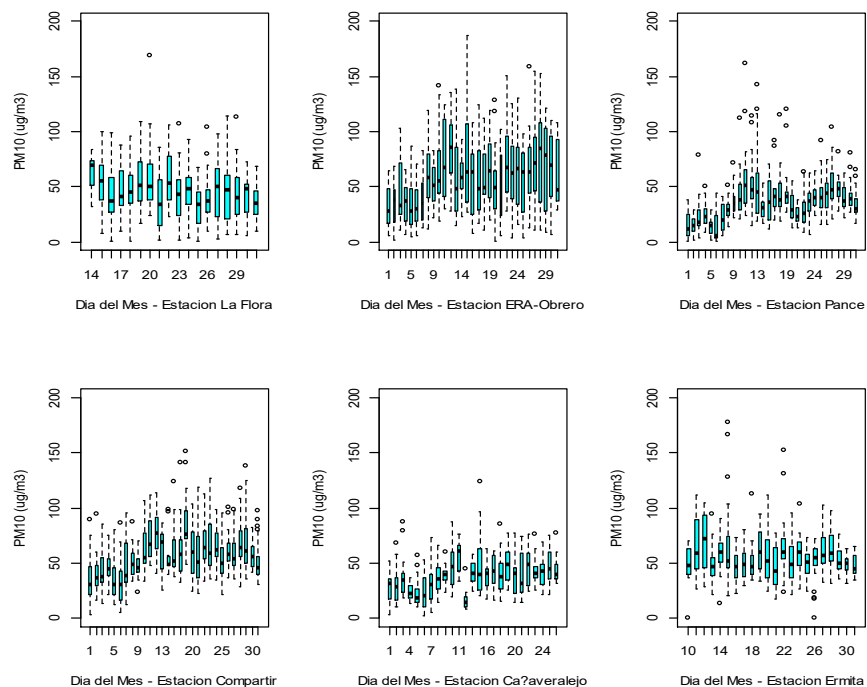 PM10 (ug/m3)
200
150
100
50
0
14 17 20 23 26 29
Dia del Mes - Estacion La Flora
PM10 (ug/m3)
200
150
100
50
0
1 5 9 14 19 24 29
Dia del Mes - Estacion ERA-Obrero
PM10 (ug/m3)
200
150
100
50
0
1 5 9 13 19 24 29
Dia del Mes - Estacion Pance
PM10 (ug/m3)
200
150
100
50
0
1 5 9 13 19 25 30
Dia del Mes - Estacion Compartir
PM10 (ug/m3)
200
150
100
50
0
1 4 7 11 15 20 24
Dia del Mes - Estacion Ca?averalejo
PM10 (ug/m3)
200
150
100
50
0
10 14 18 22 26 30
Dia del Mes - Estacion Ermita